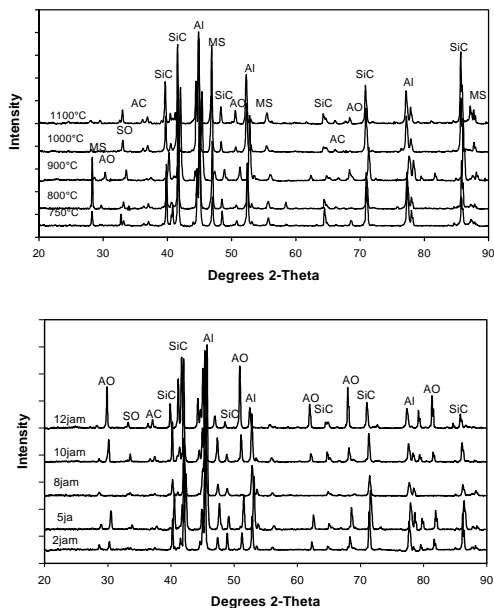 Al
SiC SiC
MS
SiC Al SiC Al
AC SiC AO MS SiC AO MS
1100°C
SO
1000°C AC
MS
900°C
AO
800°C
750°C
Intensity
20 30 40 50 60 70 80 90
Degrees 2-Theta
Al
SiC
AO AO AO AO
SiC Al AO SiC Al
SO AC SiC SiC SiC
12jam
10jam
8jam
5ja
2jam
Intensity
20 30 40 50 60 70 80 90
Degrees 2-Theta